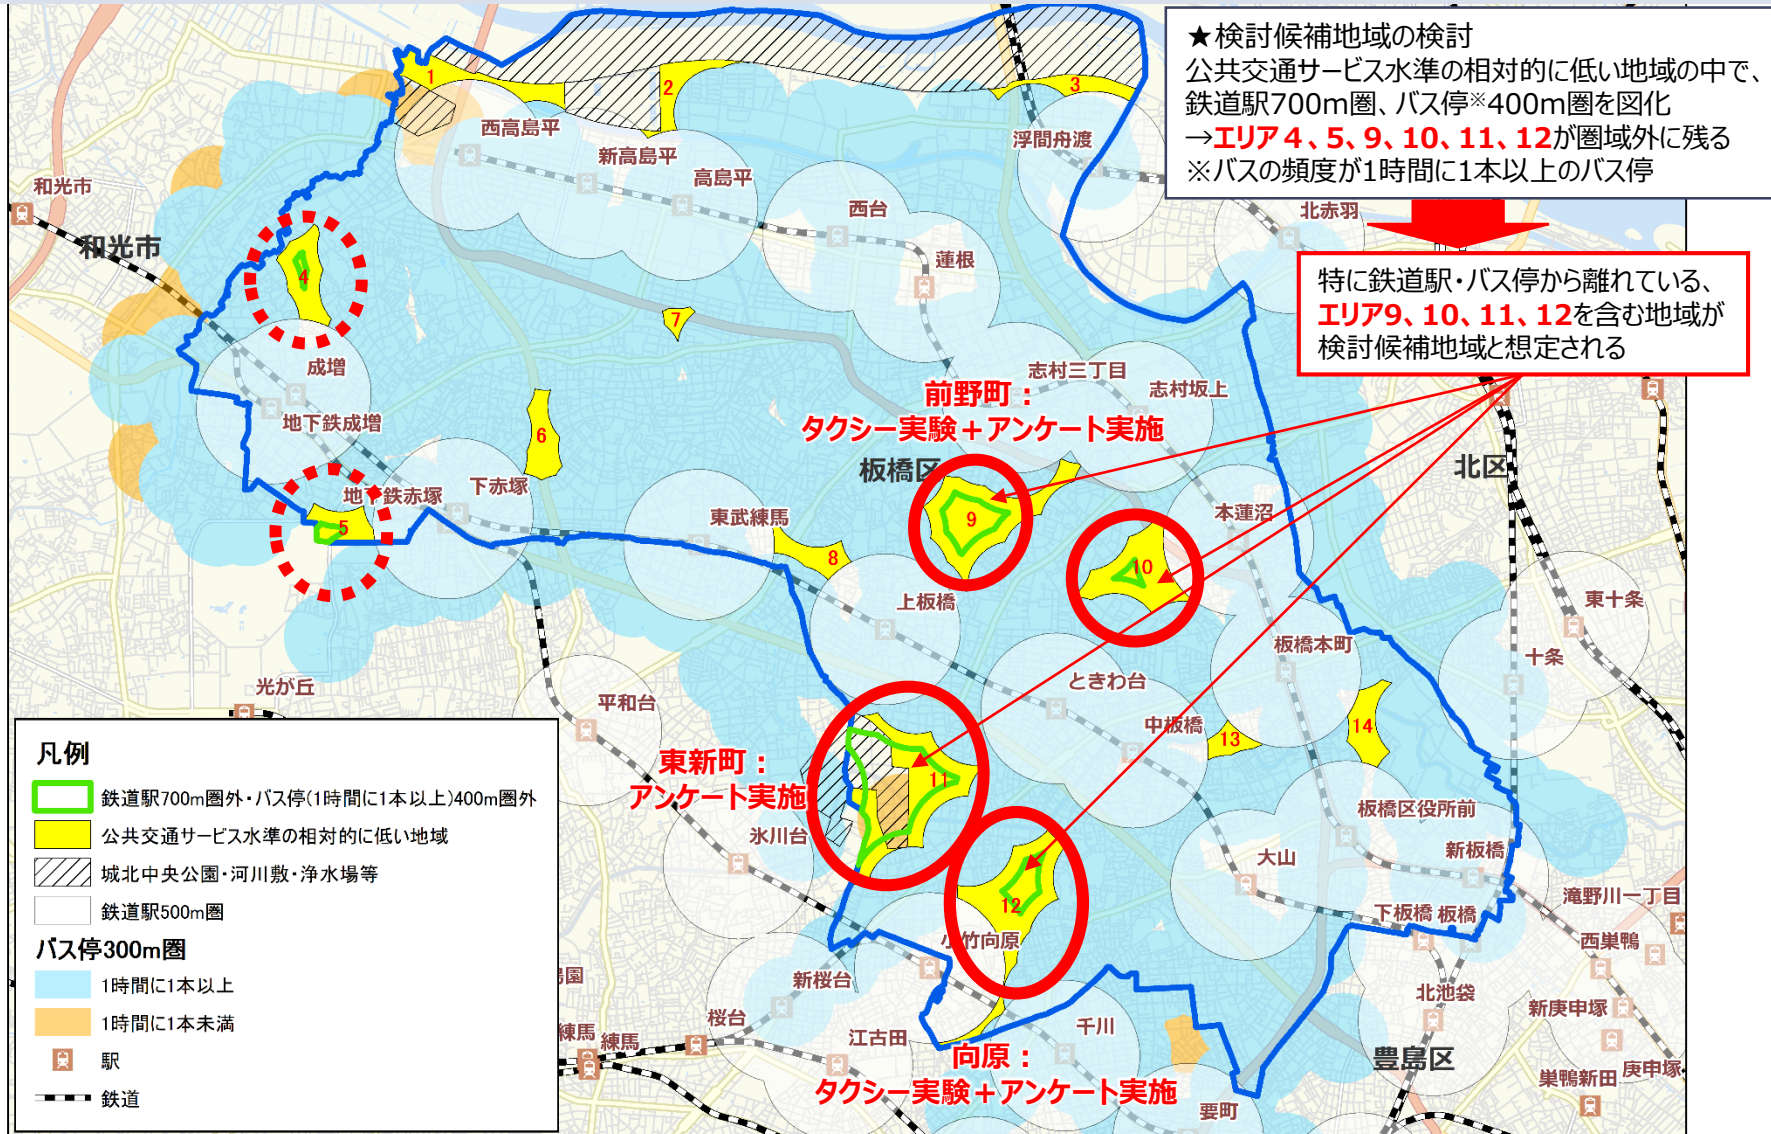 ★検討候補地域の検討
公共交通サービス水準の相対的に低い地域の中で、
鉄道駅700m圏、バス停※400m圏を図化
→エリア4、5、9、10、11、12が圏域外に残る
※バスの頻度が1時間に1本以上のバス停
特に鉄道駅・バス停から離れている、
エリア9、10、11、12を含む地域が
検討候補地域と想定される
1
2
3
西高島平
新高島平
高島平
浮間舟渡
和光市
和光市
西台
北赤羽
蓮根
4
7
成増
地下鉄成増
志村三丁目
志村坂上
前野町：
タクシー実験＋アンケート実施
6
板橋区
北区
地下鉄赤塚
下赤塚
5
東武練馬
9
本蓮沼
8
10
上板橋
東十条
板橋本町
十条
光が丘
平和台
ときわ台
中板橋
13
14
東新町：
アンケート実施
11
氷川台
板橋区役所前
新板橋
大山
12
下板橋
板橋
滝野川一丁目
小竹向原
西巣鴨
新桜台
北池袋
新庚申塚
桜台
練馬
練馬
江古田
千川
向原：
タクシー実験＋アンケート実施
豊島区
巣鴨新田
庚申塚
要町
凡例
鉄道駅700m圏外・バス停(1時間に1本以上)400m圏外
公共交通サービス水準の相対的に低い地域
城北中央公園・河川敷・浄水場等
鉄道駅500m圏
バス停300m圏
1時間に1本以上
1時間に1本未満
駅
鉄道